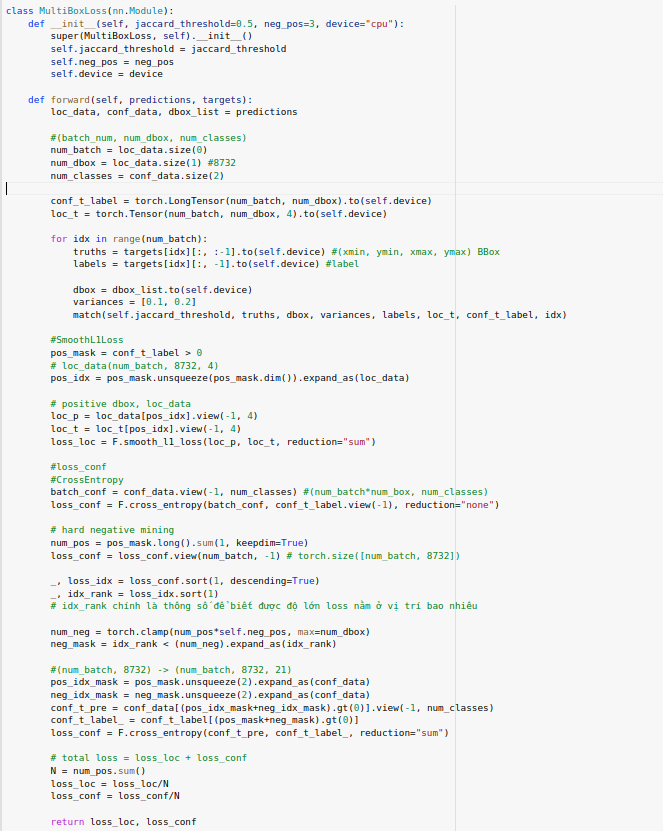 class MultiBoxLoss(nn.Module):
    def __init__(self, jaccard_threshold=0.5, neg_pos=3, device="cpu"):
        super(MultiBoxLoss, self).__init__()
        self.jaccard_threshold = jaccard_threshold
        self.neg_pos = neg_pos
        self.device = device

    def forward(self, predictions, targets):
        loc_data, conf_data, dbox_list = predictions

        #(batch_num, num_dbox, num_classes)
        num_batch = loc_data.size(0)
        num_dbox = loc_data.size(1) #8732
        num_classes = conf_data.size(2)

        conf_t_label = torch.LongTensor(num_batch, num_dbox).to(self.device)
        loc_t = torch.Tensor(num_batch, num_dbox, 4).to(self.device)

        for idx in range(num_batch):
            truths = targets[idx][:, :-1].to(self.device) #(xmin, ymin, xmax, ymax) BBox
            labels = targets[idx][:, -1].to(self.device) #label

            dbox = dbox_list.to(self.device)
            variances = [0.1, 0.2]
            match(self.jaccard_threshold, truths, dbox, variances, labels, loc_t, conf_t_label, idx)

        #SmoothL1Loss
        pos_mask = conf_t_label > 0
        # loc_data(num_batch, 8732, 4)
        pos_idx = pos_mask.unsqueeze(pos_mask.dim()).expand_as(loc_data)

        # positive dbox, loc_data
        loc_p = loc_data[pos_idx].view(-1, 4)
        loc_t = loc_t[pos_idx].view(-1, 4)
        loss_loc = F.smooth_l1_loss(loc_p, loc_t, reduction="sum")

        #loss_conf
        #CrossEntropy
        batch_conf = conf_data.view(-1, num_classes) #(num_batch*num_box, num_classes)
        loss_conf = F.cross_entropy(batch_conf, conf_t_label.view(-1), reduction="none")

        # hard negative mining
        num_pos = pos_mask.long().sum(1, keepdim=True)
        loss_conf = loss_conf.view(num_batch, -1) # torch.size([num_batch, 8732])

        _, loss_idx = loss_conf.sort(1, descending=True)
        _, idx_rank = loss_idx.sort(1)
        # idx_rank chính là thông số để biết được độ lớn loss nằm ở vị trí bao nhiêu

        num_neg = torch.clamp(num_pos*self.neg_pos, max=num_dbox)
        neg_mask = idx_rank < (num_neg).expand_as(idx_rank)

        #(num_batch, 8732) -> (num_batch, 8732, 21)
        pos_idx_mask = pos_mask.unsqueeze(2).expand_as(conf_data)
        neg_idx_mask = neg_mask.unsqueeze(2).expand_as(conf_data)
        conf_t_pre = conf_data[(pos_idx_mask+neg_idx_mask).gt(0)].view(-1, num_classes)
        conf_t_label_ = conf_t_label[(pos_mask+neg_mask).gt(0)]
        loss_conf = F.cross_entropy(conf_t_pre, conf_t_label_, reduction="sum")

        # total loss = loss_loc + loss_conf
        N = num_pos.sum()
        loss_loc = loss_loc/N
        loss_conf = loss_conf/N

        return loss_loc, loss_conf